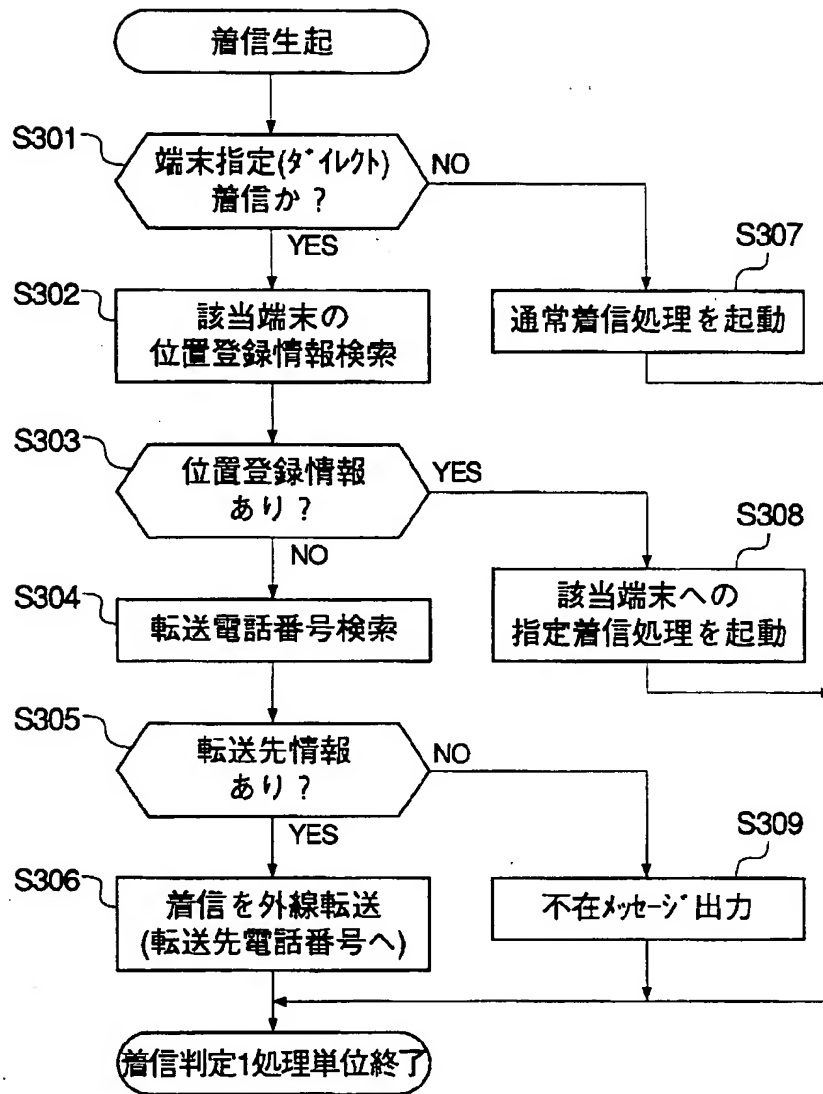 着信生起
S301
端末指定(ﾀﾞｲﾚｸﾄ)
着信か？
NO
YES
S302
該当端末の
位置登録情報検索
S307
通常着信処理を起動
S303
位置登録情報
あり？
YES
NO
S304
転送電話番号検索
S308
該当端末への
指定着信処理を起動
S305
転送先情報
あり？
NO
YES
S306
着信を外線転送
(転送先電話番号へ)
S309
不在ﾒｯｾｰｼﾞ出力
着信判定1処理単位終了